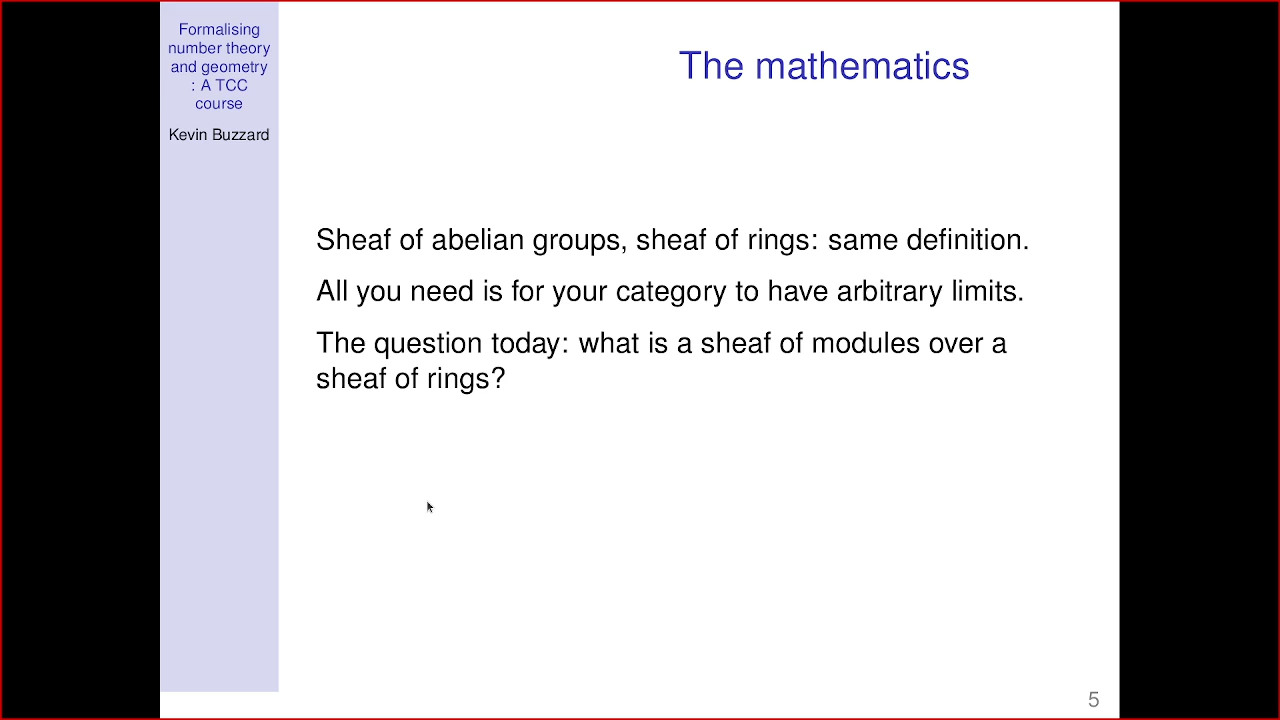 Formalising
number theory
and geometry
: A TCC
course
Kevin Buzzard
The mathematics
Sheaf of abelian groups, sheaf of rings: same definition.
All you need is for your category to have arbitrary limits.
The question today: what is a sheaf of modules over a
sheaf of rings?
5